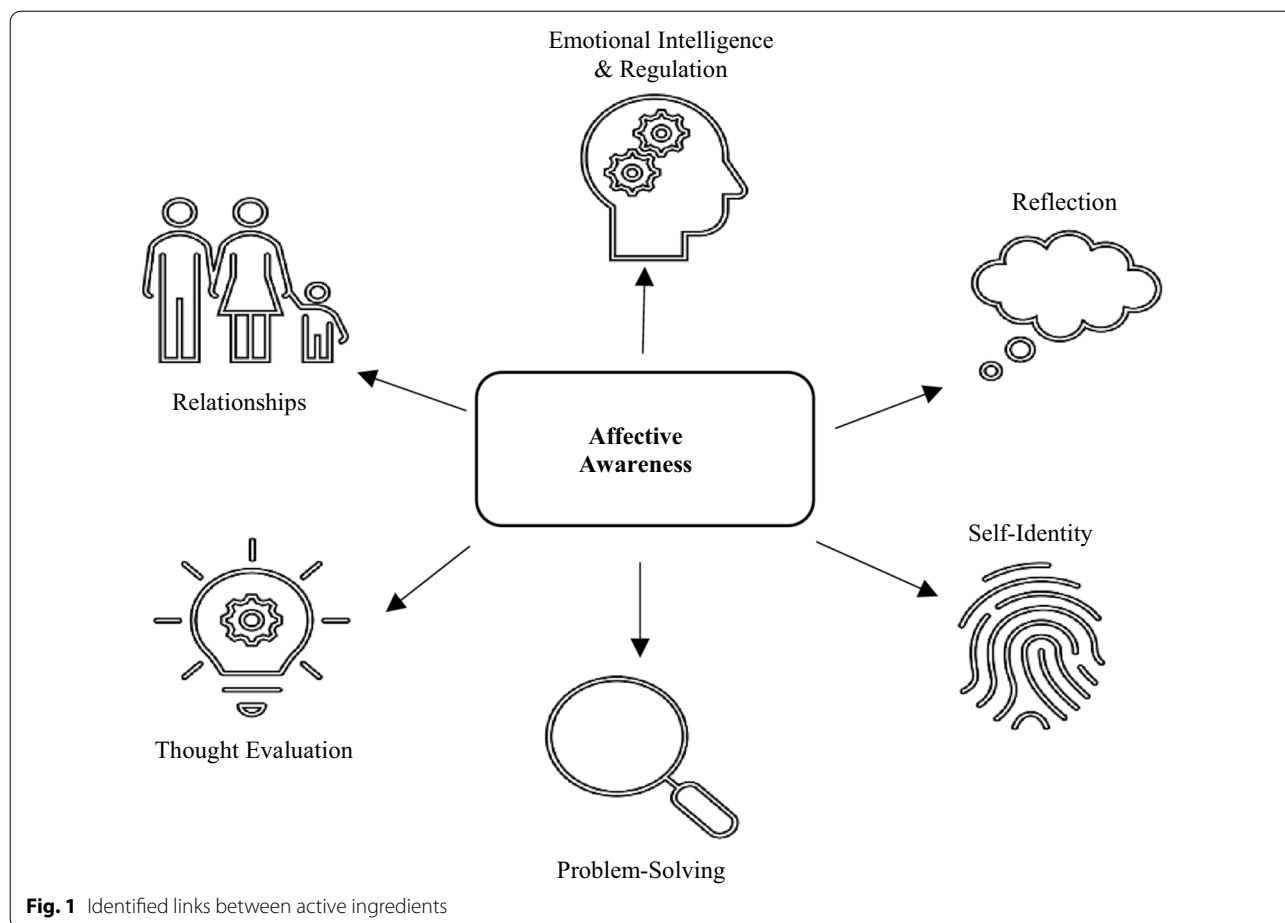 Emotional Intelligence
& Regulation
Reflection
Relationships
Affective
Awareness
Self-Identity
Thought Evaluation
Problem-Solving
Fig. 1 Identified links between active ingredients